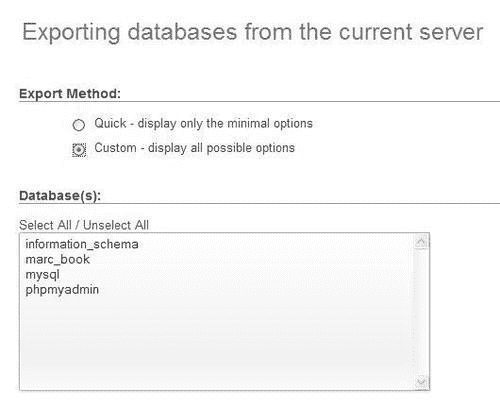 Exporting databases from the current server
Export Method:
Quick - display only the minimal options
Custom - display all possible options
Database(s):
Select All / Unselect All
information_schema
marc_book
mysql
phpmyadmin